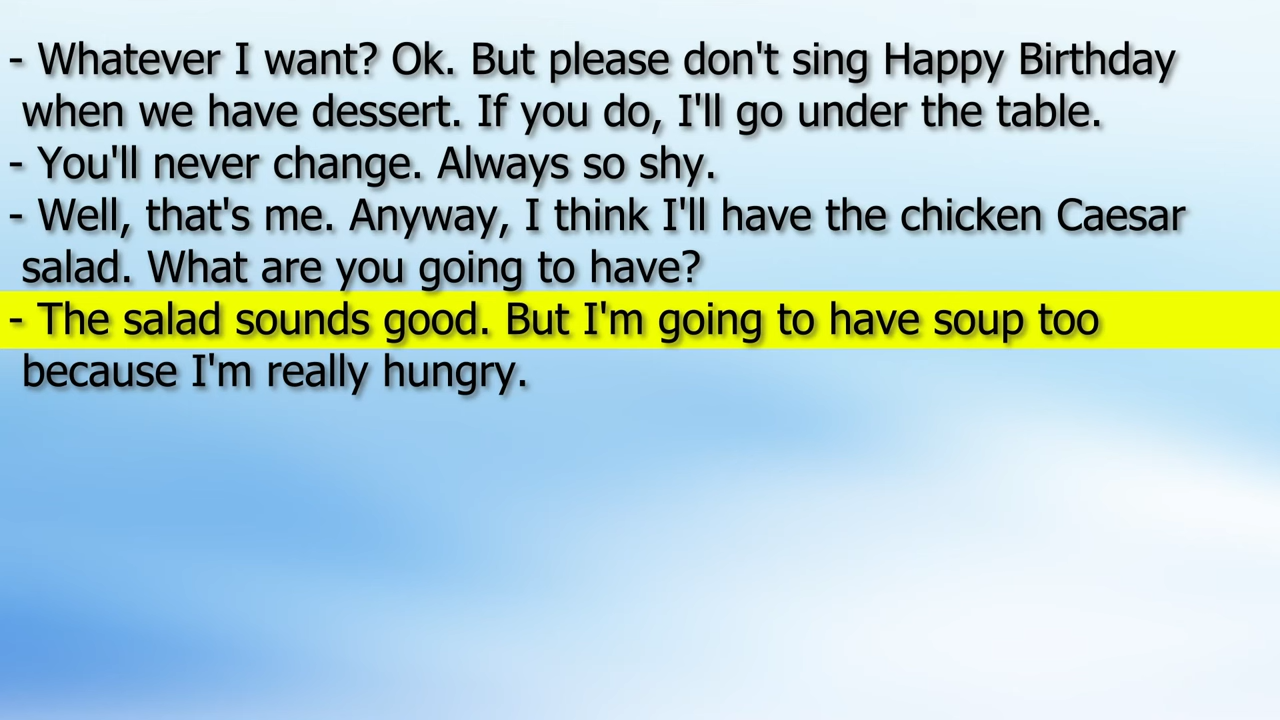 - Whatever I want? Ok. But please don't sing Happy Birthday
when we have dessert. If you do, I'll go under the table.
- You'll never change. Always so shy.
- Well, that's me. Anyway, I think I'll have the chicken Caesar
salad. What are you going to have?
- The salad sounds good. But I'm going to have soup too
because I'm really hungry.